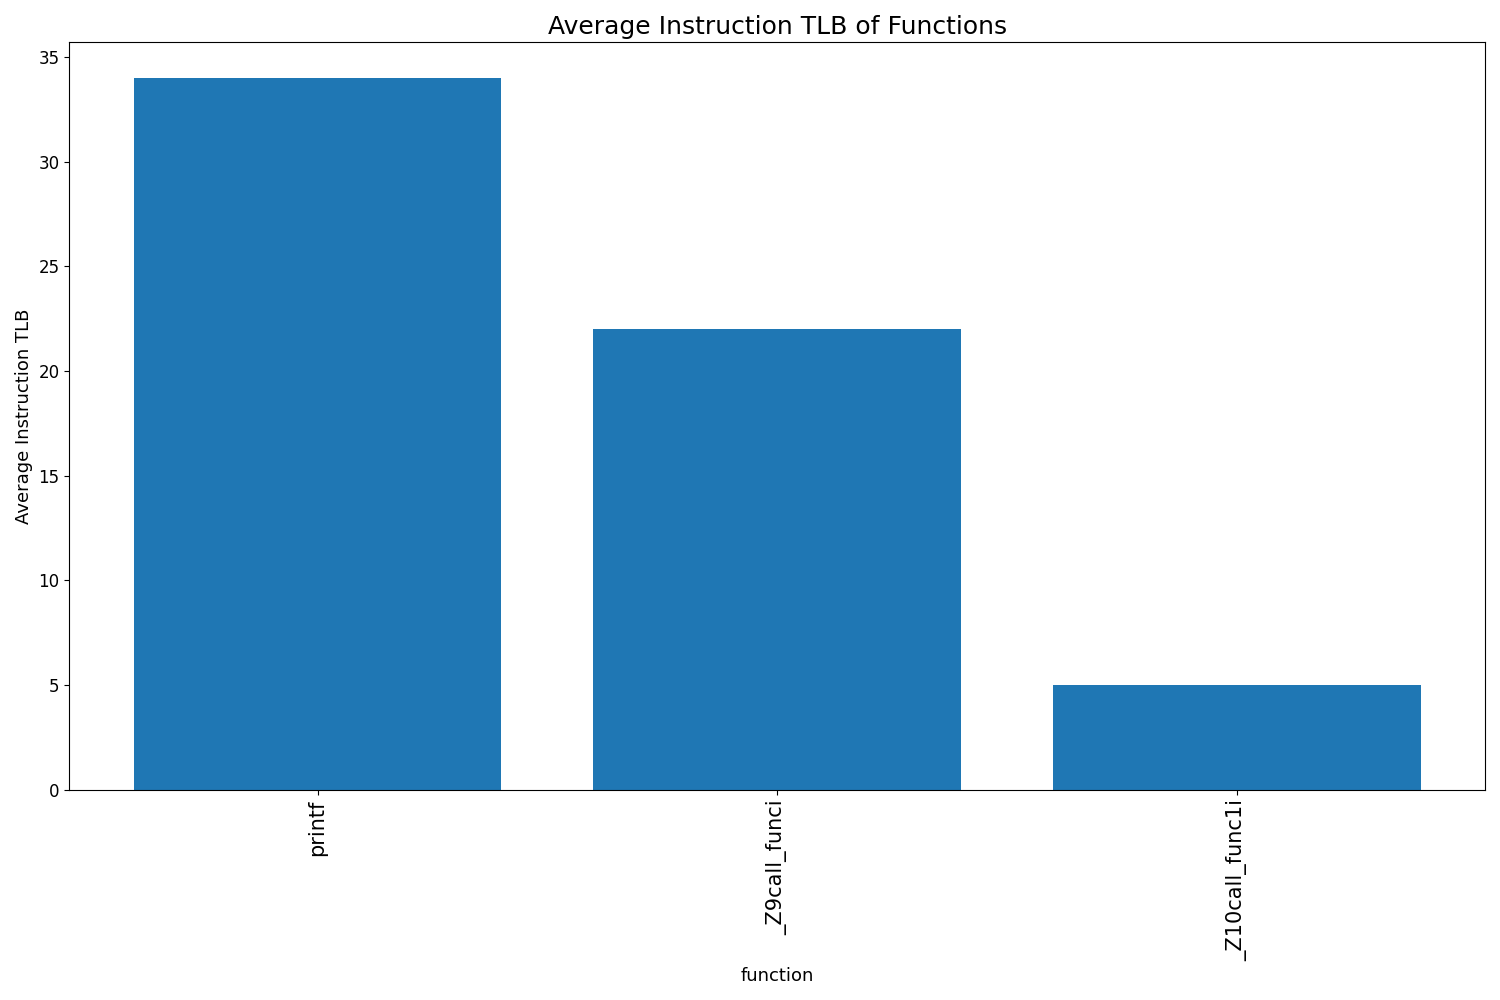 Average Instruction TLB of Functions
Average Instruction TLB
35
30
25
20
15
10
5
0
printf
_Z9call_funci
_Z10call_func1i
function